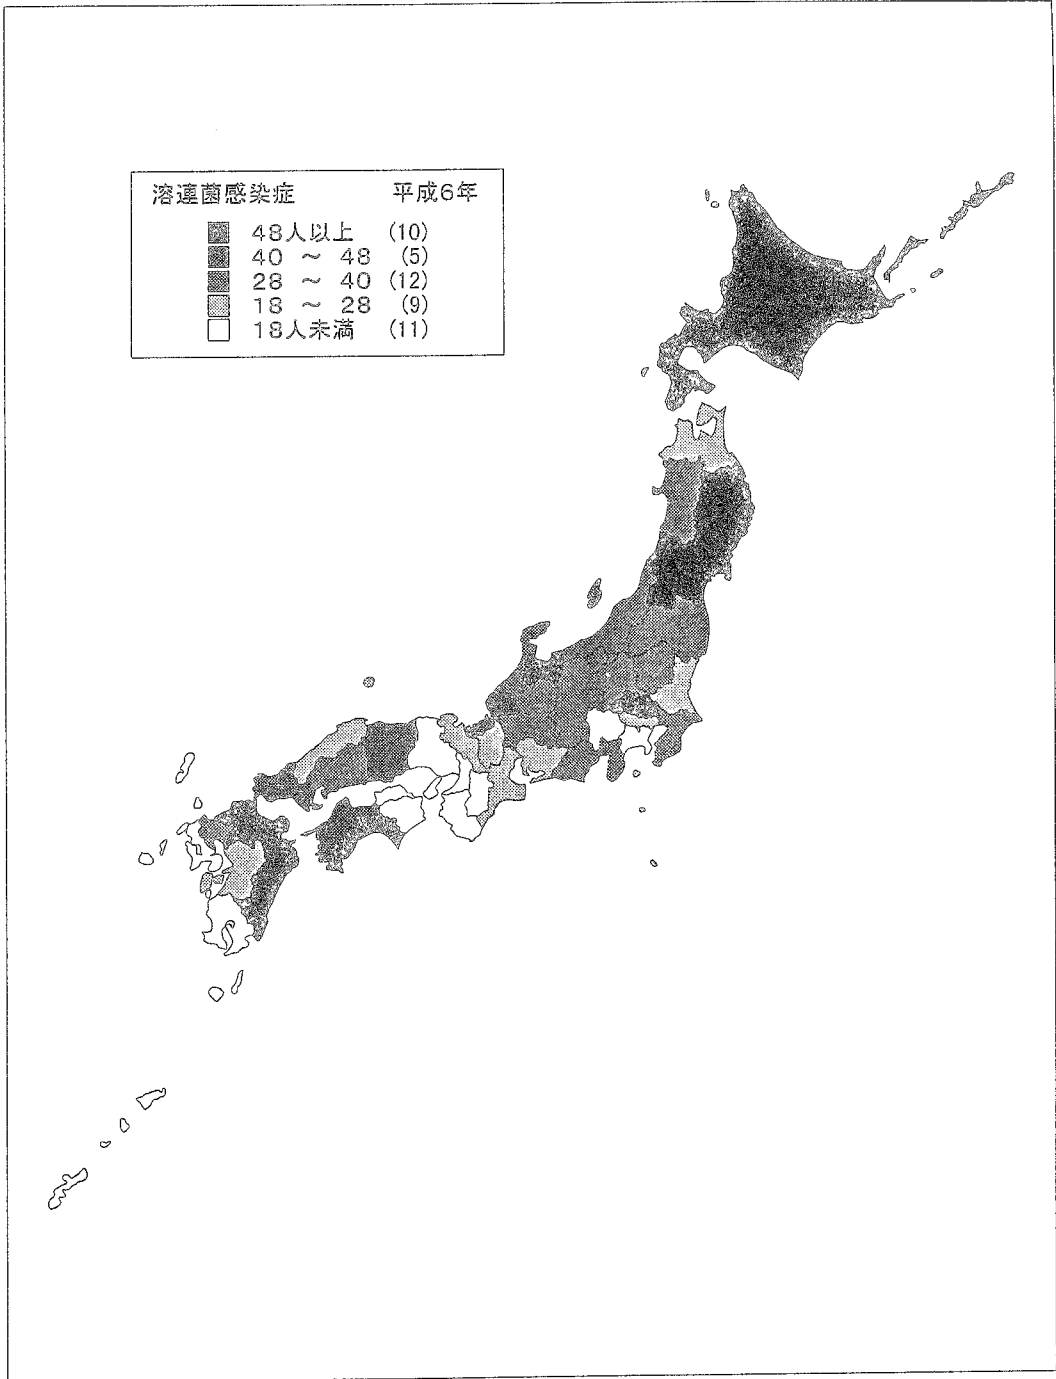 溶連菌感染症 平成6年
48人以上 (10)
40 ～ 48 (5)
28 ～ 40 (12)
18 ～ 28 (9)
18人未満 (11)